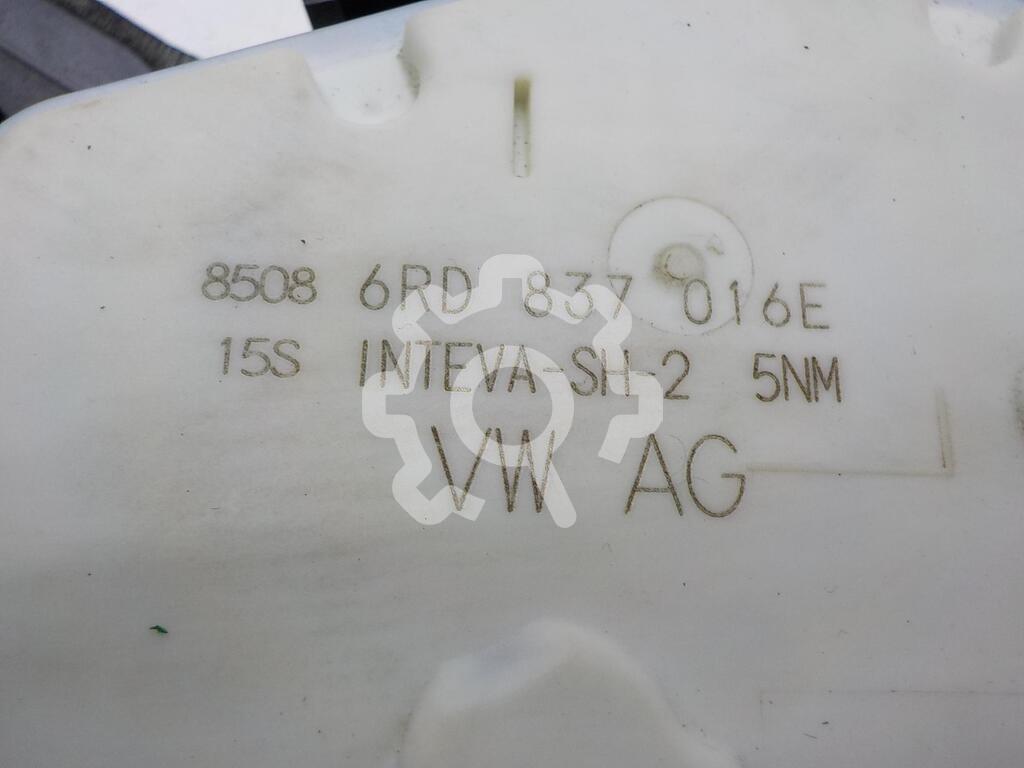 8508 6RD 837 016E
15S INTEVA-SH-2 5NM
VW AG